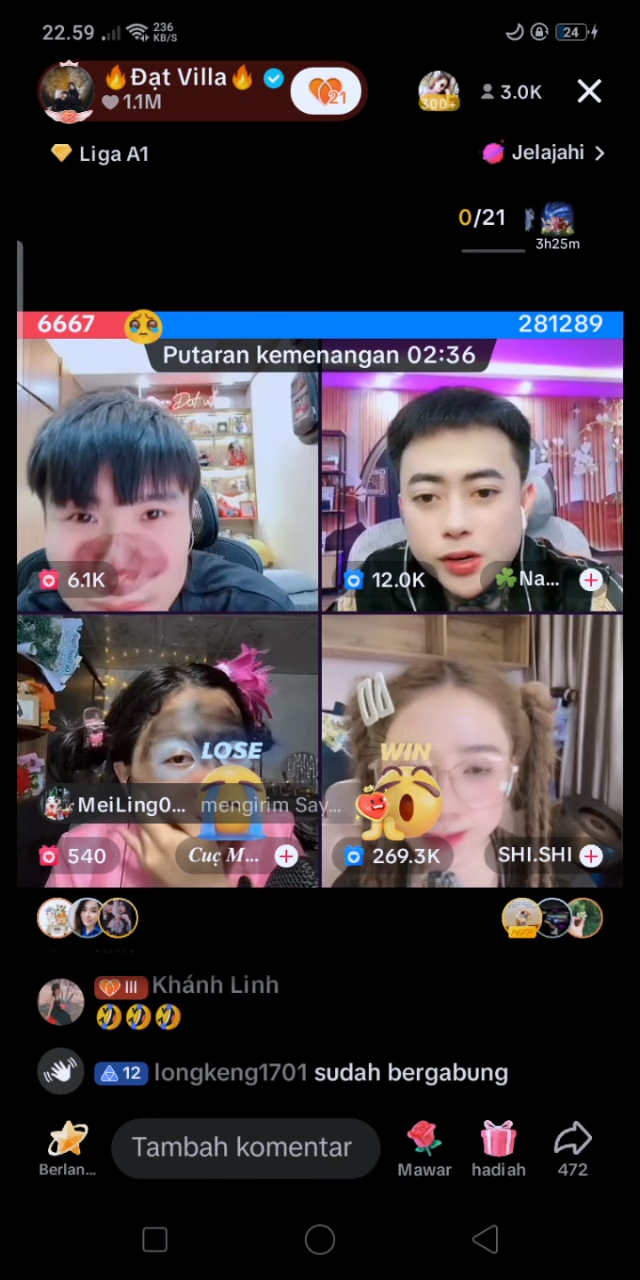 22.59
236
KB/S
24
Đạt Villa
1.1M
21
300+
3.0K
Liga A1
Jelajahi
0/21
3h25m
6667
281289
Putaran kemenangan 02:36
6.1K
12.0K
Na...
LOSE
WIN
MeiLing0... mengirim Say...
540
Cuç M...
269.3K
SHI.SHI
III
Khánh Linh
12
longkeng1701 sudah bergabung
Berlan...
Tambah komentar
Mawar
hadiah
472